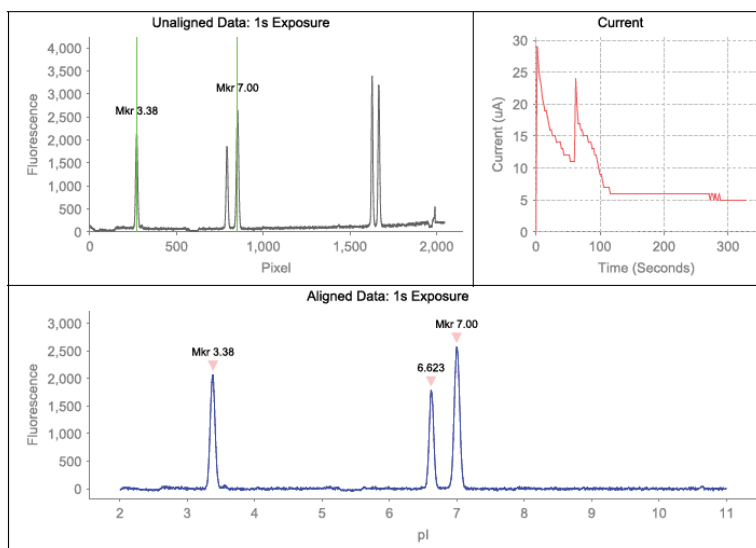 Unaligned Data: 1s Exposure
4,000
3,500
3,000
2,500
2,000
1,500
1,000
500
0
Fluorescence
Mkr 3.38
Mkr 7.00
0 500 1,000 1,500 2,000
Pixel
Current
30
25
20
15
10
5
0
Current (uA)
0 100 200 300
Time (Seconds)
Aligned Data: 1s Exposure
3,000
2,500
2,000
1,500
1,000
500
0
Fluorescence
Mkr 3.38
6.623
Mkr 7.00
2 3 4 5 6 7 8 9 10 11
pI